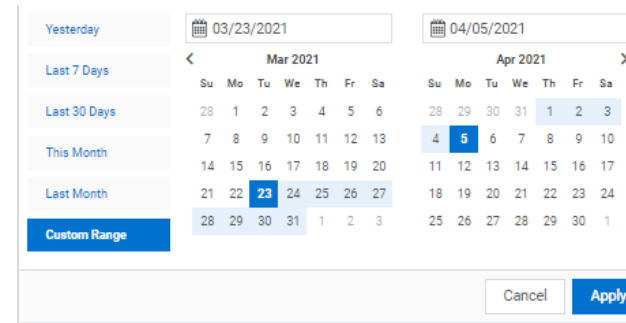 Yesterday
Last 7 Days
Last 30 Days
This Month
Last Month
Custom Range
03/23/2021
Mar 2021
Su Mo Tu We Th Fr Sa
28 1 2 3 4 5 6
7 8 9 10 11 12 13
14 15 16 17 18 19 20
21 22 23 24 25 26 27
28 29 30 31 1 2 3
04/05/2021
Apr 2021
Su Mo Tu We Th Fr Sa
28 29 30 31 1 2 3
4 5 6 7 8 9 10
11 12 13 14 15 16 17
18 19 20 21 22 23 24
25 26 27 28 29 30 1
Cancel
Apply